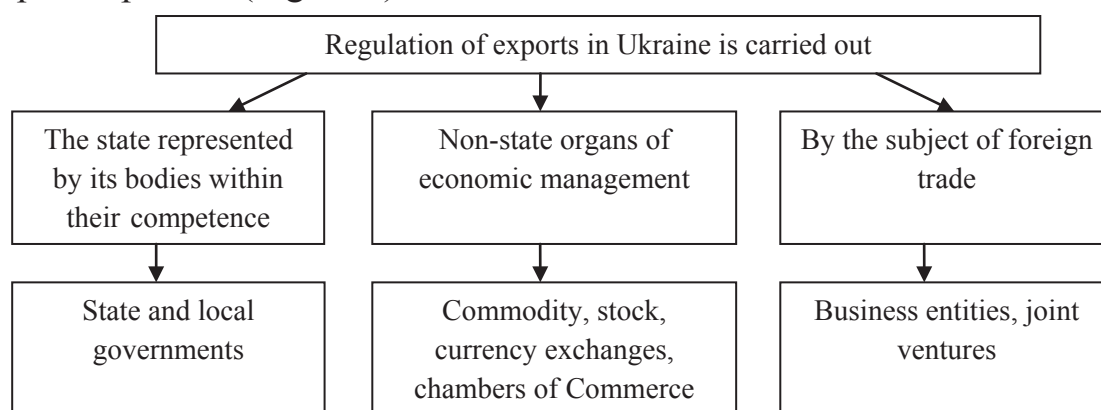 Regulation of exports in Ukraine is carried out
The state represented
by its bodies within
their competence
Non-state organs of
economic management
By the subject of foreign
trade
State and local
governments
Commodity, stock,
currency exchanges,
chambers of Commerce
Business entities, joint
ventures